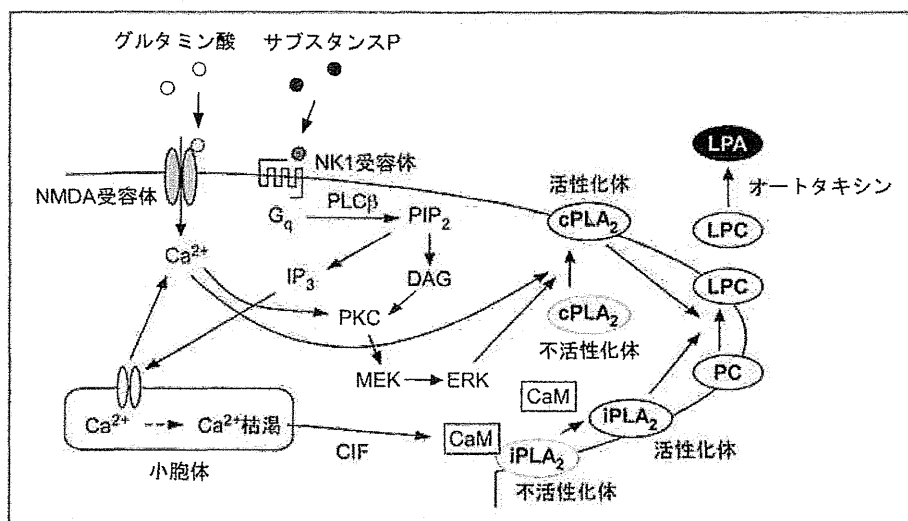 グルタミン酸 サブスタンスP
LPA
NK1受容体
NMDA受容体
活性化体
オートタキシン
Gq PLCβ PIP2
cPLA2
LPC
Ca2+
IP3 DAG
LPC
PKC
cPLA2
不活性化体
MEK ERK
PC
CaM
iPLA2
Ca2+ Ca2+枯渇
CaM
活性化体
CIF
iPLA2
小胞体
不活性化体